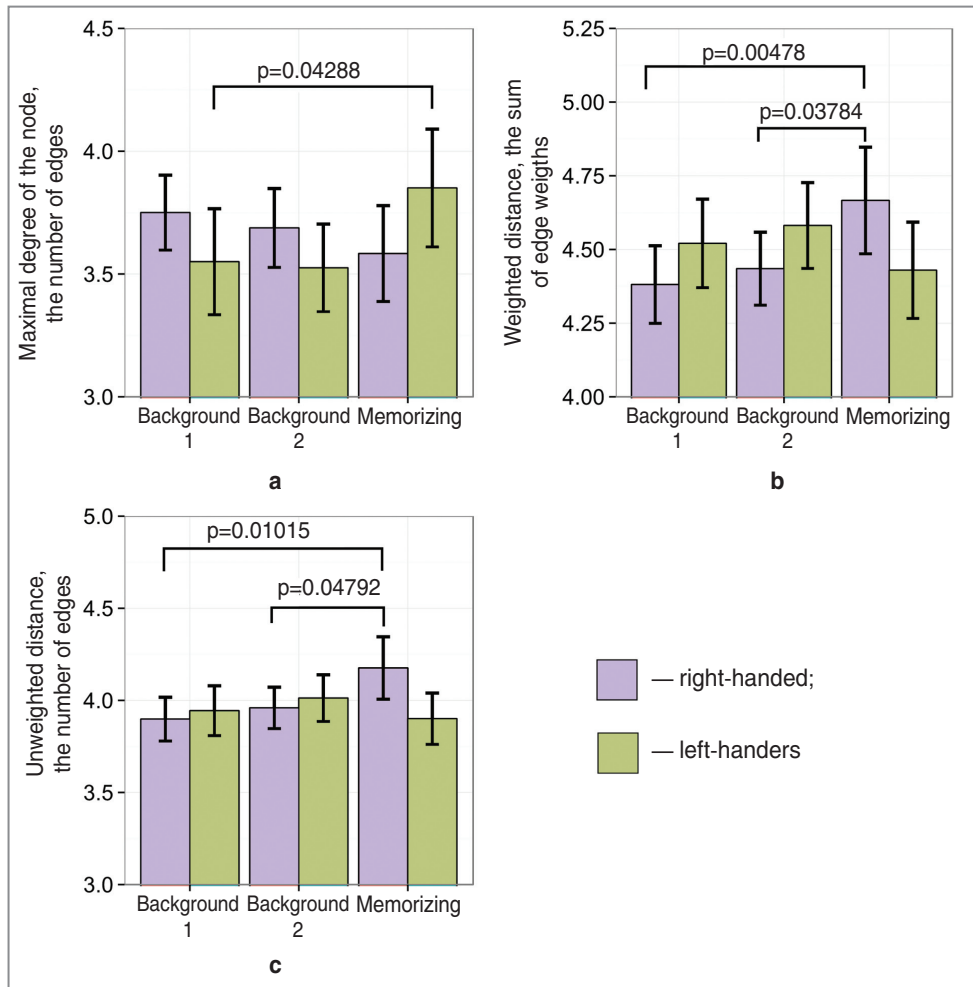 Maximal degree of the node,
the number of edges
4.5
4.0
3.5
3.0
p=0.04288
Background
1
Background
2
Memorizing
a
Weighted distance, the sum
of edge weigths
5.25
5.00
4.75
4.50
4.25
4.00
p=0.00478
p=0.03784
Background
1
Background
2
Memorizing
b
Unweighted distance,
the number of edges
5.0
4.5
4.0
3.5
3.0
p=0.01015
p=0.04792
Background
1
Background
2
Memorizing
c
— right-handed;
— left-handers